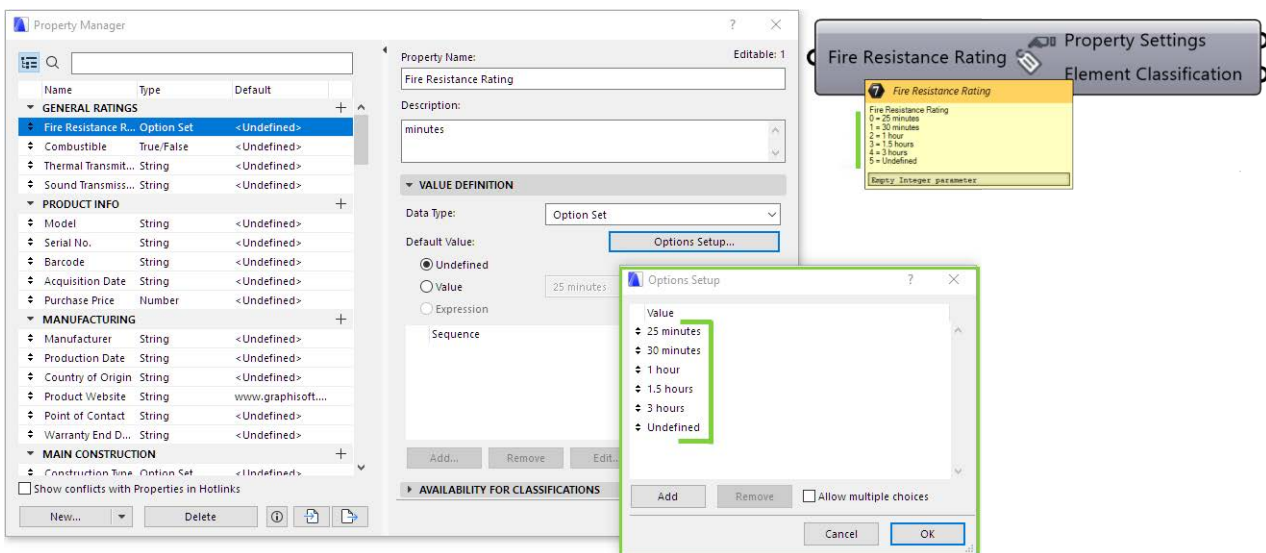 Property Manager
? ×
Name Type Default
GENERAL RATINGS +
Fire Resistance R... Option Set <Undefined>
Combustible True/False <Undefined>
Thermal Transmit... String <Undefined>
Sound Transmiss... String <Undefined>
PRODUCT INFO +
Model String <Undefined>
Serial No. String <Undefined>
Barcode String <Undefined>
Acquisition Date String <Undefined>
Purchase Price Number <Undefined>
MANUFACTURING +
Manufacturer String <Undefined>
Production Date String <Undefined>
Country of Origin String <Undefined>
Product Website String www.graphisoft....
Point of Contact String <Undefined>
Warranty End D... String <Undefined>
MAIN CONSTRUCTION +
Construction Type Option Set <Undefined>
Show conflicts with Properties in Hotlinks
New... Delete
Property Name: Editable: 1
Fire Resistance Rating
Description:
minutes
VALUE DEFINITION
Data Type: Option Set
Default Value: Options Setup...
Undefined
Value 25 minutes
Expression
Sequence
Add... Remove Edit...
AVAILABILITY FOR CLASSIFICATIONS
Options Setup
? ×
Value
25 minutes
30 minutes
1 hour
1.5 hours
3 hours
Undefined
Add Remove Allow multiple choices
Cancel OK
Fire Resistance Rating
Property Settings
Element Classification
7 Fire Resistance Rating
Fire Resistance Rating
0 = 25 minutes
1 = 30 minutes
2 = 1 hour
3 = 1.5 hours
4 = 3 hours
5 = Undefined
Empty Integer parameter